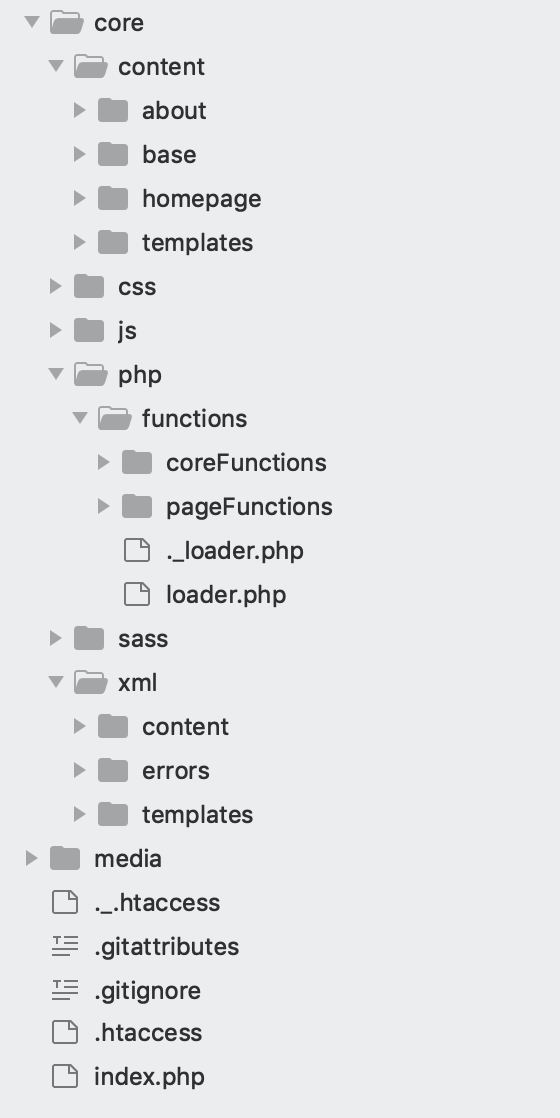 core
content
about
base
homepage
templates
css
js
php
functions
coreFunctions
pageFunctions
._loader.php
loader.php
sass
xml
content
errors
templates
media
._.htaccess
.gitattributes
.gitignore
.htaccess
index.php